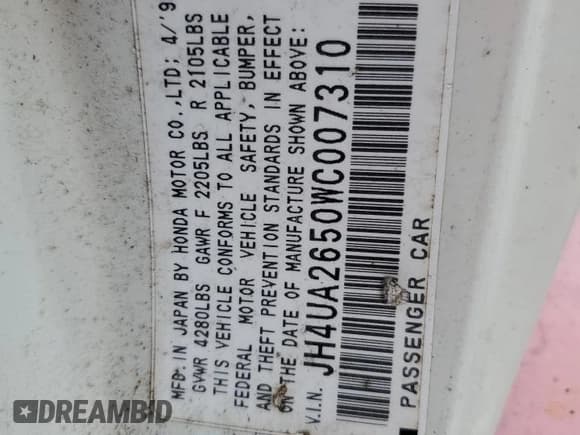 MFD. IN JAPAN BY HONDA MOTOR CO.,LTD; 4/'9
GVWR 4280LBS GAWR F 2205LBS R 2105LBS
THIS VEHICLE CONFORMS TO ALL APPLICABLE
FEDERAL MOTOR VEHICLE SAFETY, BUMPER,
AND THEFT PREVENTION STANDARDS IN EFFECT
ON THE DATE OF MANUFACTURE SHOWN ABOVE:
V.I.N. JH4UA2650WC007310
PASSENGER CAR
DREAMBID